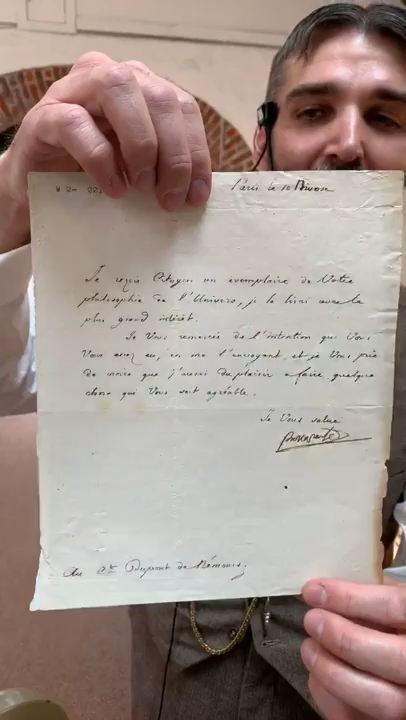 Paris le 10 Nivose
Je reçois Citoyen un exemplaire de Votre
philosophie de l'Univers, je le lirai avec le
plus grand intérêt.
Je Vous remercie de l'intention que Vous
Vous avez eu, en me l'envoyant, et je Vous prie
de croire que j'aurai du plaisir a faire quelque
chose qui Vous soit agréable.
Je Vous salue
Bonaparte
Au Cen Dupont de Némours